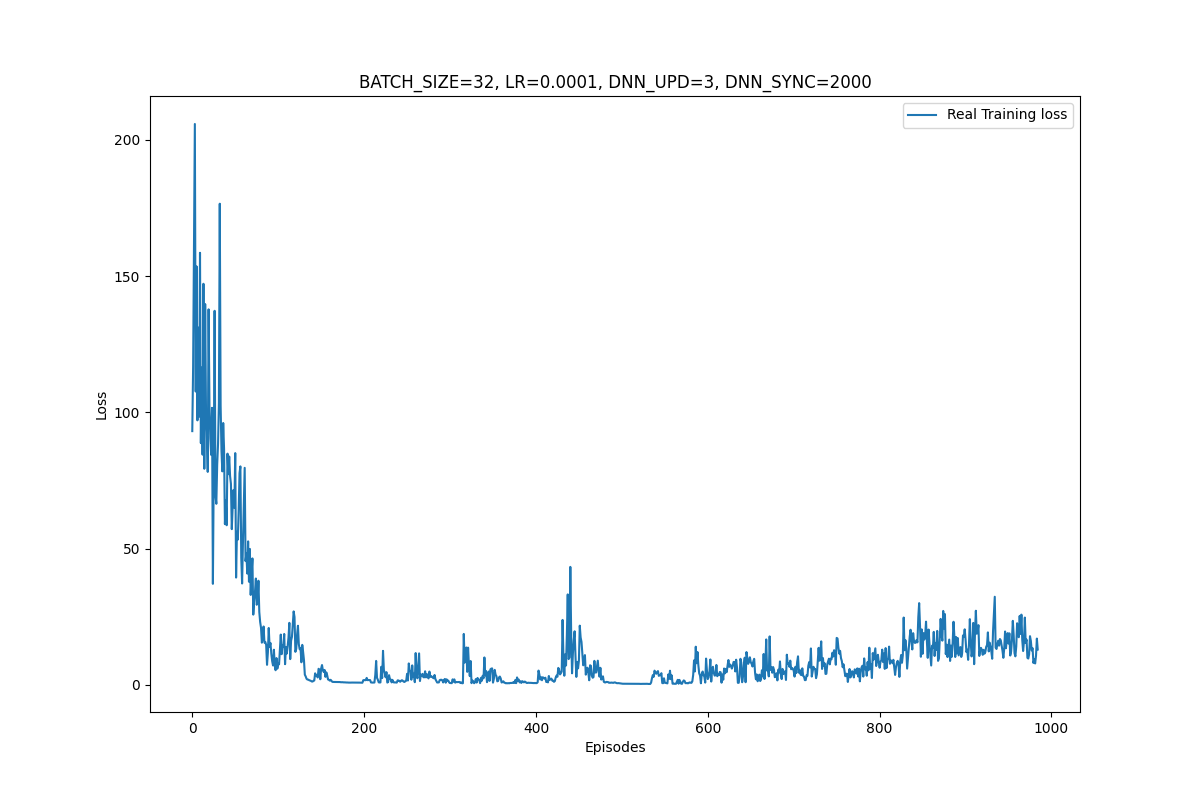 BATCH_SIZE=32, LR=0.0001, DNN_UPD=3, DNN_SYNC=2000
Real Training loss
200
150
100
50
0
Loss
0 200 400 600 800 1000
Episodes